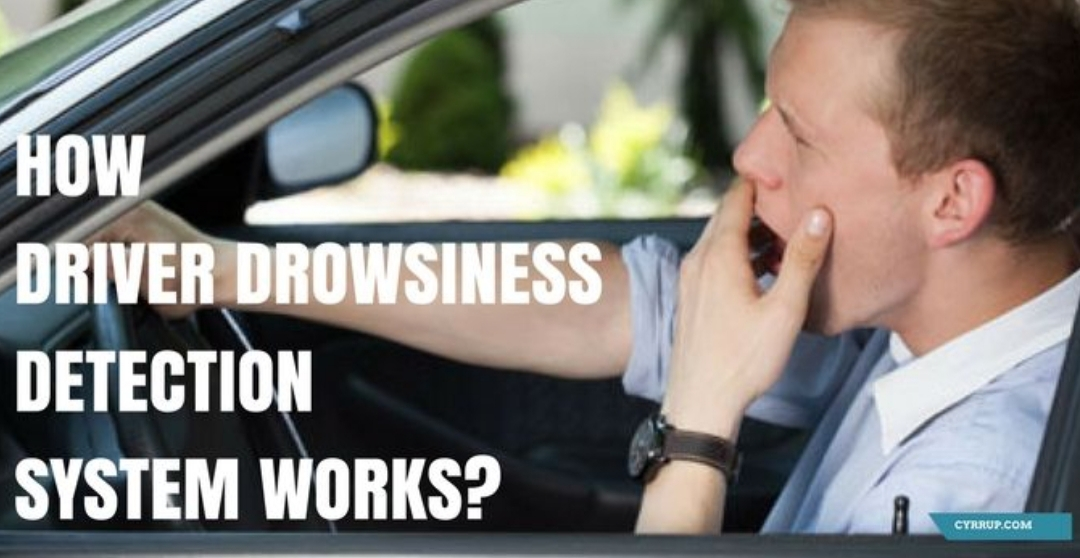 HOW
DRIVER DROWSINESS
DETECTION
SYSTEM WORKS?
CYRRUP.COM